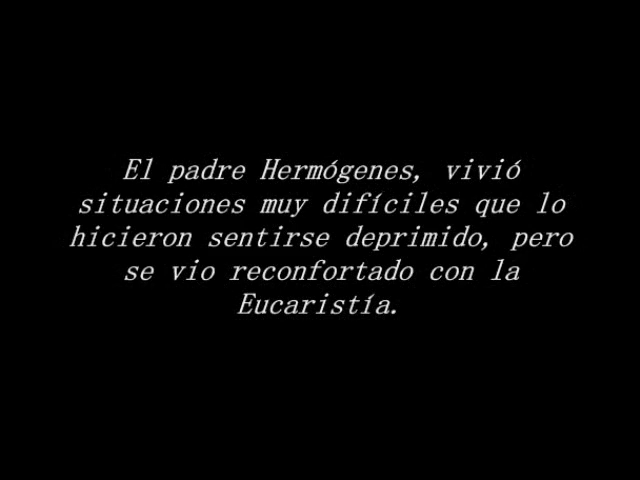 El padre Hermógenes, vivió
situaciones muy difíciles que lo
hicieron sentirse deprimido, pero
se vio reconfortado con la
Eucaristía.